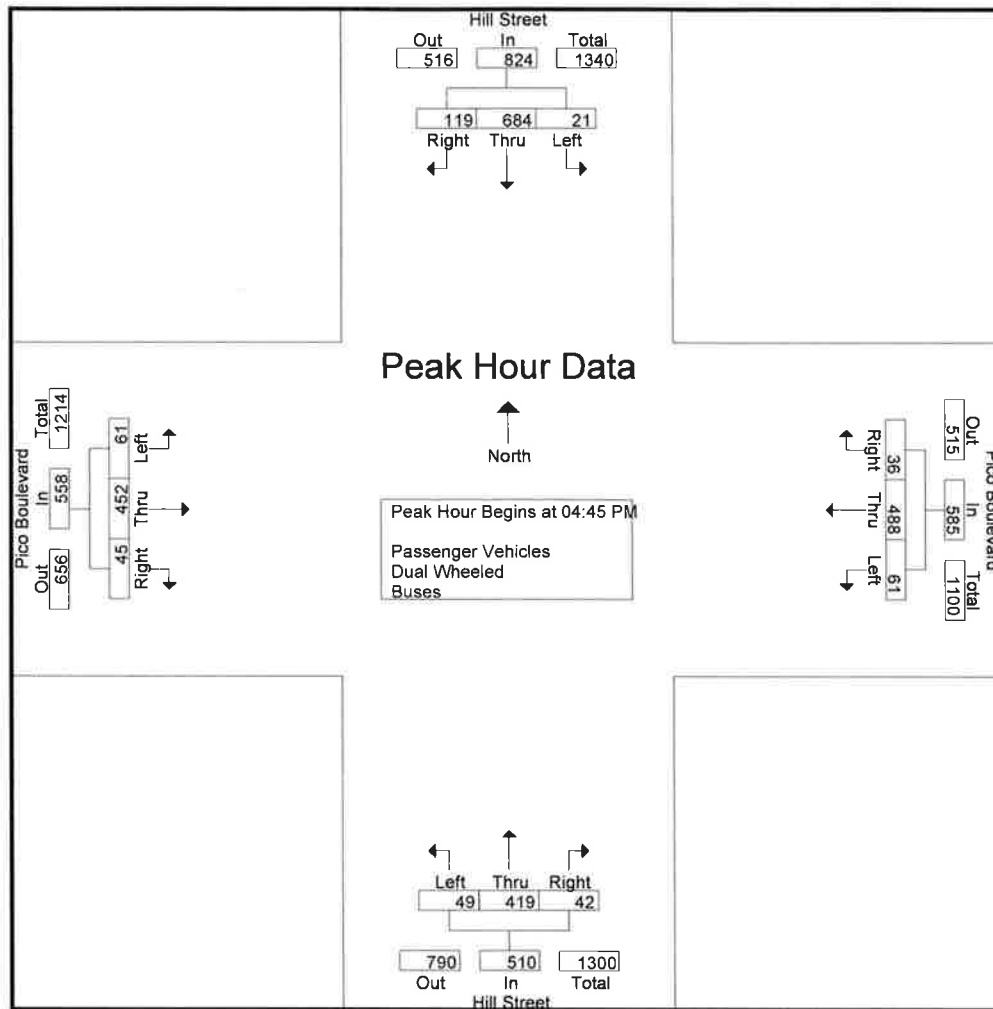 Hill Street
Out In Total
516 824 1340
119 684 21
Right Thru Left
Peak Hour Data
North
Peak Hour Begins at 04:45 PM
Passenger Vehicles
Dual Wheeled
Buses
Pico Boulevard
Out In Total
656 558 1214
45 452 61
Right Thru Left
Pico Boulevard
Out In Total
515 585 1100
36 488 61
Right Thru Left
Left Thru Right
49 419 42
790 510 1300
Out In Total
Hill Street